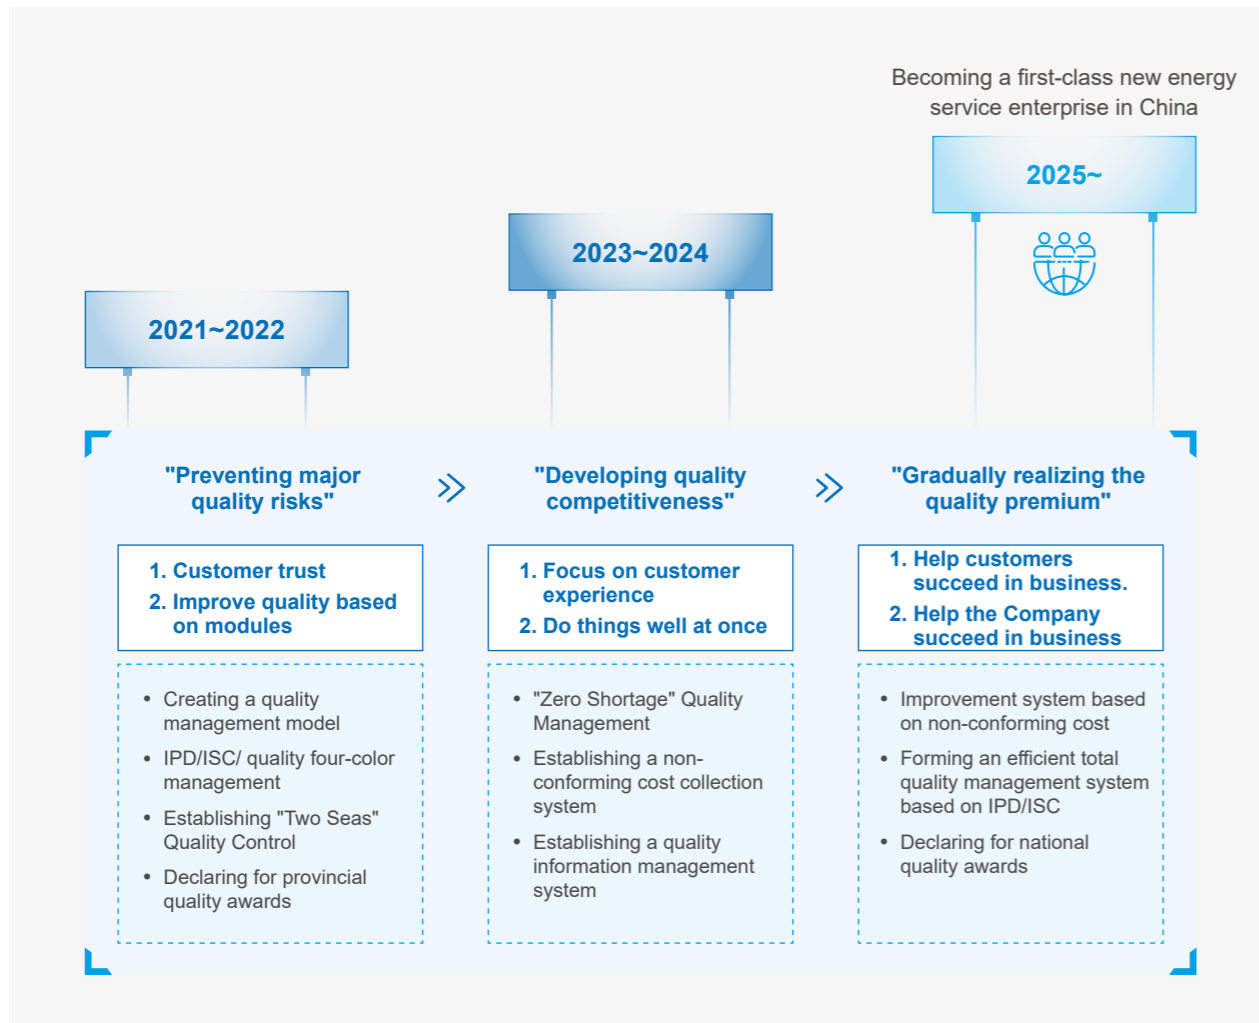 Becoming a first-class new energy
service enterprise in China
2025~
2023~2024
2021~2022
"Preventing major
quality risks"
"Developing quality
competitiveness"
"Gradually realizing the
quality premium"
1. Customer trust
2. Improve quality based
on modules
1. Focus on customer
experience
2. Do things well at once
1. Help customers
succeed in business.
2. Help the Company
succeed in business
• Creating a quality
management model
• IPD/ISC/ quality four-color
management
• Establishing "Two Seas"
Quality Control
• Declaring for provincial
quality awards
• "Zero Shortage" Quality
Management
• Establishing a non-
conforming cost collection
system
• Establishing a quality
information management
system
• Improvement system based
on non-conforming cost
• Forming an efficient total
quality management system
based on IPD/ISC
• Declaring for national
quality awards